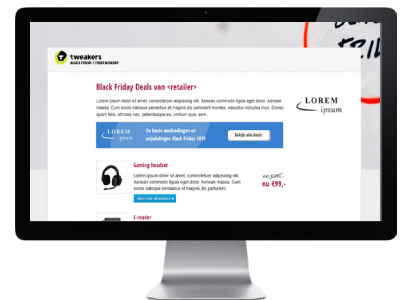 tweakers
BLACK FRIDAY / CYBER MONDAY
Black Friday Deals van <retailer>
Lorem ipsum dolor sit amet, consectetuer adipiscing elit. Aenean commodo ligula eget dolor. Aenean
massa. Cum sociis natoque penatibus et magnis dis parturient montes, nascetur ridiculus mus. Donec
quam felis, ultricies nec, pellentesque eu, pretium quis, sem.
LOREM
ipsum
LOREM
ipsum
De beste aanbiedingen en
prijsdalingen Black Friday 2019
Bekijk alle deals
Gaming headset
Lorem ipsum dolor sit amet, consectetuer adipiscing elit. Aenean
commodo ligula eget dolor. Aenean massa. Cum
sociis natoque penatibus et magnis dis parturient.
van
nu €99,-
E-reader